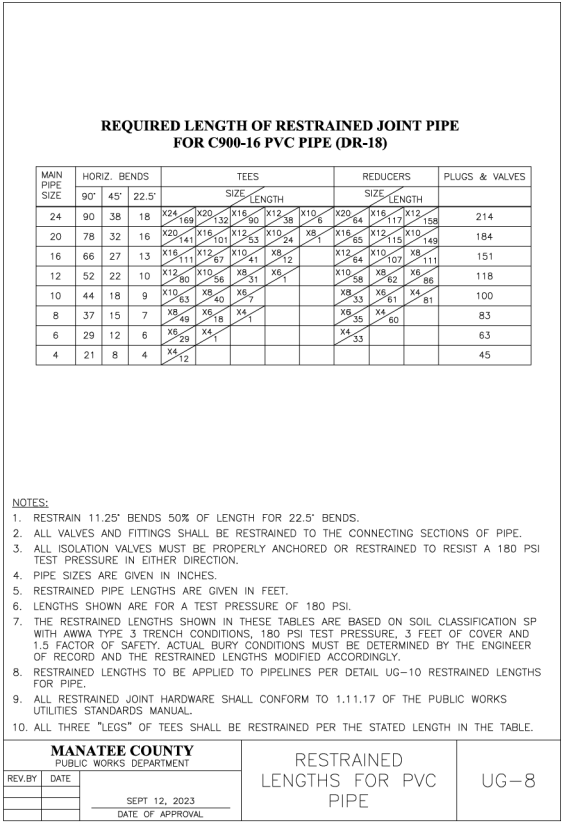 REQUIRED LENGTH OF RESTRAINED JOINT PIPE
FOR C900-16 PVC PIPE (DR-18)
MAIN PIPE SIZE HORIZ. BENDS TEES REDUCERS PLUGS & VALVES
90° 45° 22.5° SIZE LENGTH SIZE LENGTH
24 90 38 18 X24 169 X20 132 X16 90 X12 38 X10 6 X20 64 X16 117 X12 158 214
20 78 32 16 X20 141 X16 101 X12 53 X10 24 X8 1 X16 65 X12 115 X10 149 184
16 66 27 13 X16 111 X12 67 X10 41 X8 12 X12 64 X10 107 X8 111 151
12 52 22 10 X12 80 X10 56 X8 31 X6 1 X10 58 X8 62 X6 86 118
10 44 18 9 X10 63 X8 40 X6 7 X8 33 X6 61 X4 81 100
8 37 15 7 X8 49 X6 18 X4 1 X6 35 X4 60 83
6 29 12 6 X6 29 X4 1 X4 33 63
4 21 8 4 X4 12 45
NOTES:
1. RESTRAIN 11.25° BENDS 50% OF LENGTH FOR 22.5° BENDS.
2. ALL VALVES AND FITTINGS SHALL BE RESTRAINED TO THE CONNECTING SECTIONS OF PIPE.
3. ALL ISOLATION VALVES MUST BE PROPERLY ANCHORED OR RESTRAINED TO RESIST A 180 PSI
TEST PRESSURE IN EITHER DIRECTION.
4. PIPE SIZES ARE GIVEN IN INCHES.
5. RESTRAINED PIPE LENGTHS ARE GIVEN IN FEET.
6. LENGTHS SHOWN ARE FOR A TEST PRESSURE OF 180 PSI.
7. THE RESTRAINED LENGTHS SHOWN IN THESE TABLES ARE BASED ON SOIL CLASSIFICATION SP
WITH AWWA TYPE 3 TRENCH CONDITIONS, 180 PSI TEST PRESSURE, 3 FEET OF COVER AND
1.5 FACTOR OF SAFETY. ACTUAL BURY CONDITIONS MUST BE DETERMINED BY THE ENGINEER
OF RECORD AND THE RESTRAINED LENGTHS MODIFIED ACCORDINGLY.
8. RESTRAINED LENGTHS TO BE APPLIED TO PIPELINES PER DETAIL UG-10 RESTRAINED LENGTHS
FOR PIPE.
9. ALL RESTRAINED JOINT HARDWARE SHALL CONFORM TO 1.11.17 OF THE PUBLIC WORKS
UTILITIES STANDARDS MANUAL.
10. ALL THREE "LEGS" OF TEES SHALL BE RESTRAINED PER THE STATED LENGTH IN THE TABLE.
MANATEE COUNTY
PUBLIC WORKS DEPARTMENT
REV.BY DATE
SEPT 12, 2023
DATE OF APPROVAL
RESTRAINED
LENGTHS FOR PVC
PIPE
UG-8